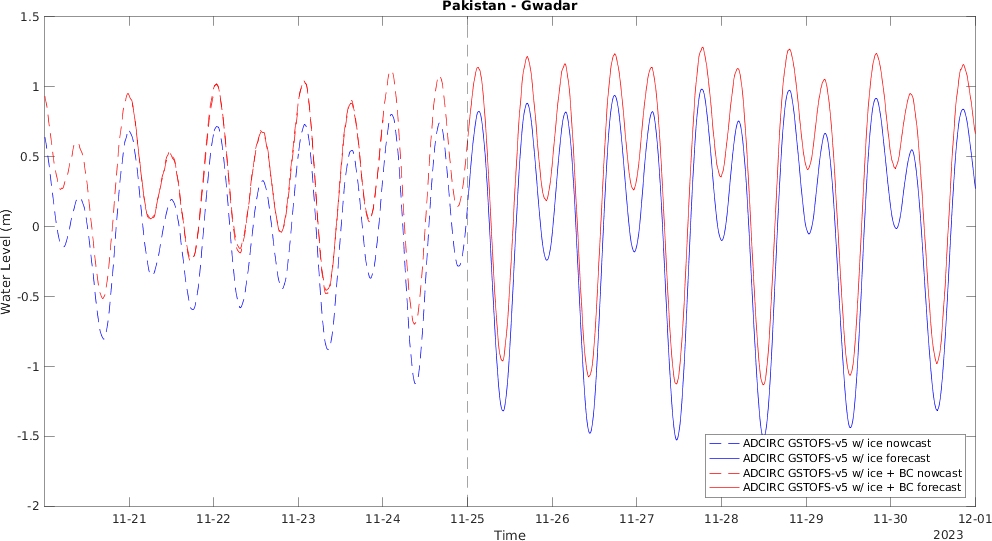 Pakistan - Gwadar
1.5
1
0.5
0
-0.5
-1
-1.5
-2
Water Level (m)
11-21
11-22
11-23
11-24
11-25
11-26
11-27
11-28
11-29
11-30
12-01
Time
2023
ADCIRC GSTOFS-v5 w/ ice nowcast
ADCIRC GSTOFS-v5 w/ ice forecast
ADCIRC GSTOFS-v5 w/ ice + BC nowcast
ADCIRC GSTOFS-v5 w/ ice + BC forecast